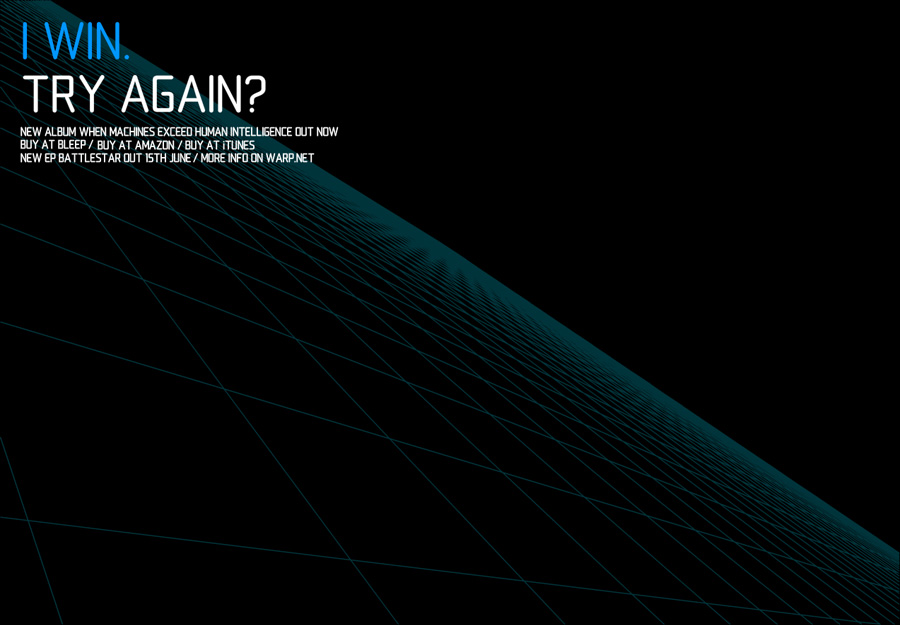 I WIN.
TRY AGAIN?
NEW ALBUM WHEN MACHINES EXCEED HUMAN INTELLIGENCE OUT NOW
BUY AT BLEEP / BUY AT AMAZON / BUY AT iTUNES
NEW EP BATTLESTAR OUT 15TH JUNE / MORE INFO ON WARP.NET